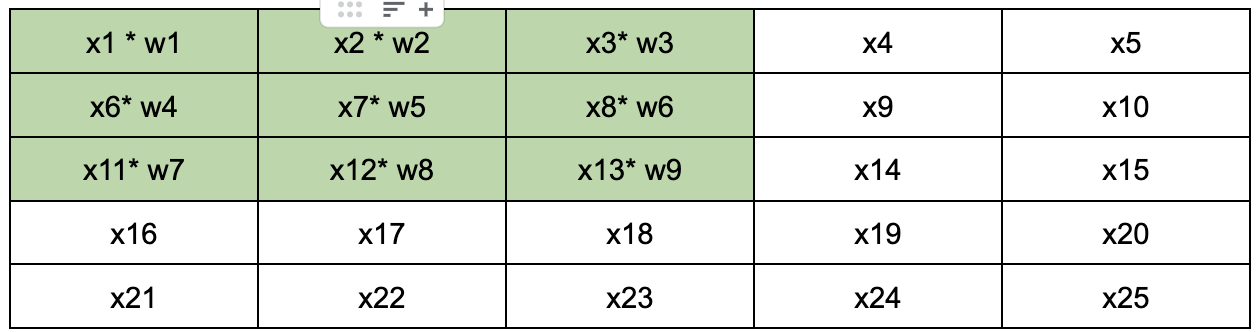 x1 * w1 x2 * w2 x3* w3 x4 x5
x6* w4 x7* w5 x8* w6 x9 x10
x11* w7 x12* w8 x13* w9 x14 x15
x16 x17 x18 x19 x20
x21 x22 x23 x24 x25